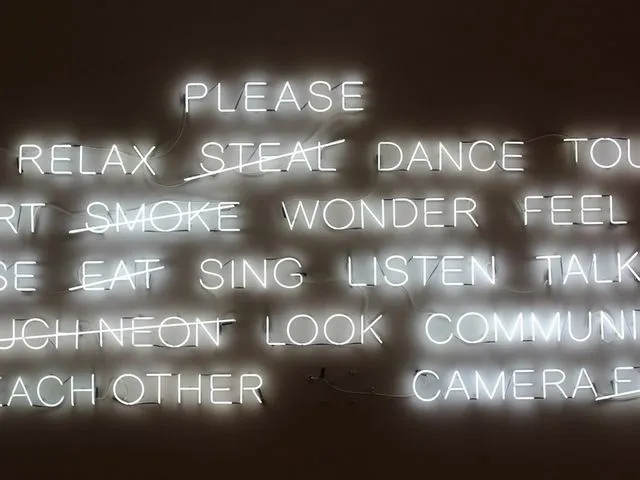 PLEASE
RELAX STEAL DANCE TOU
RT SMOKE WONDER FEEL
SE EAT SING LISTEN TALK
UCH NEON LOOK COMMUNI
EACH OTHER CAMERA F